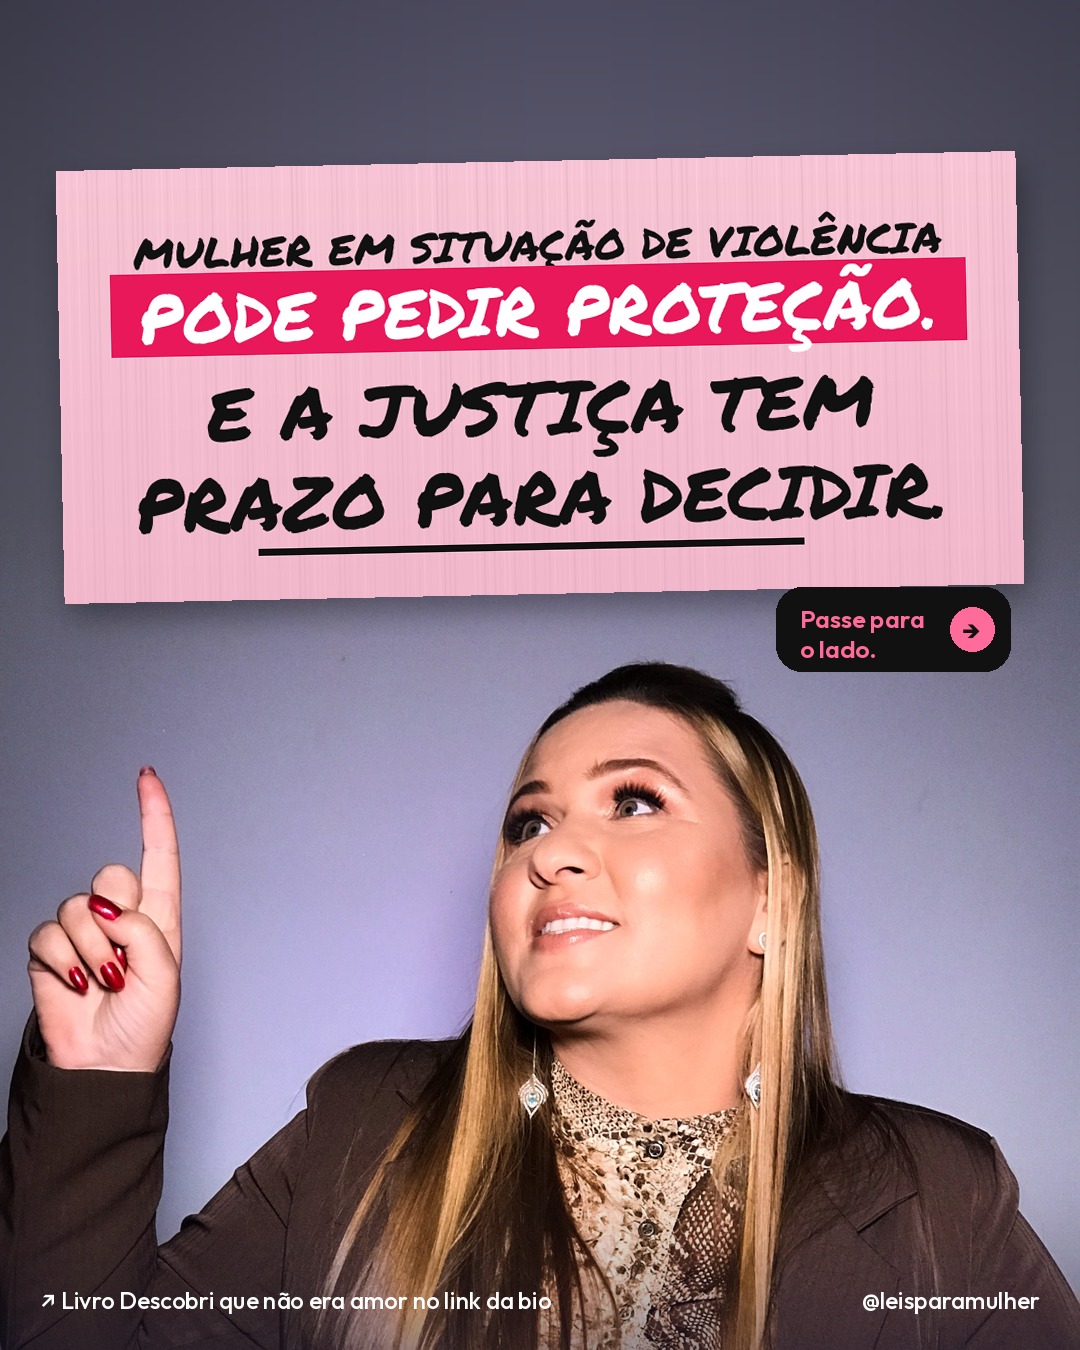 MULHER EM SITUAÇÃO DE VIOLÊNCIA
PODE PEDIR PROTEÇÃO.
E A JUSTIÇA TEM
PRAZO PARA DECIDIR.
Passe para
o lado.
↗ Livro Descobri que não era amor no link da bio
@leisparamulher